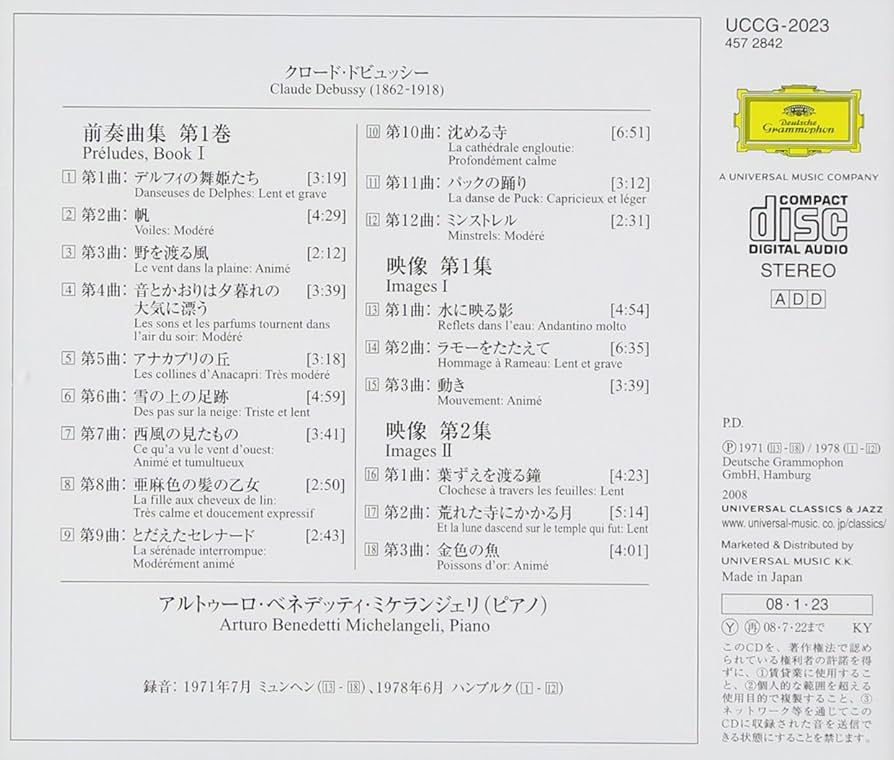 クロード・ドビュッシー
Claude Debussy (1862-1918)
前奏曲集 第1巻
Préludes, Book I
1 第1曲: デルフィの舞姫たち [3:19]
Danseuses de Delphes: Lent et grave
2 第2曲: 帆 [4:29]
Voiles: Modéré
3 第3曲: 野を渡る風 [2:12]
Le vent dans la plaine: Animé
4 第4曲: 音とかおりは夕暮れの [3:39]
大気に漂う
Les sons et les parfums tournent dans
l'air du soir: Modéré
5 第5曲: アナカプリの丘 [3:18]
Les collines d'Anacapri: Très modéré
6 第6曲: 雪の上の足跡 [4:59]
Des pas sur la neige: Triste et lent
7 第7曲: 西風の見たもの [3:41]
Ce qu'a vu le vent d'ouest:
Animé et tumultueux
8 第8曲: 亜麻色の髪の乙女 [2:50]
La fille aux cheveux de lin:
Très calme et doucement expressif
9 第9曲: とだえたセレナード [2:43]
La sérénade interrompue:
Modérément animé
10 第10曲: 沈める寺 [6:51]
La cathédrale engloutie:
Profondément calme
11 第11曲: パックの踊り [3:12]
La danse de Puck: Capricieux et léger
12 第12曲: ミンストレル [2:31]
Minstrels: Modéré
映像 第1集
Images I
13 第1曲: 水に映る影 [4:54]
Reflets dans l'eau: Andantino molto
14 第2曲: ラモーをたたえて [6:35]
Hommage à Rameau: Lent et grave
15 第3曲: 動き [3:39]
Mouvement: Animé
映像 第2集
Images II
16 第1曲: 葉ずえを渡る鐘 [4:23]
Clochese à travers les feuilles: Lent
17 第2曲: 荒れた寺にかかる月 [5:14]
Et la lune dascend sur le temple qui fut: Lent
18 第3曲: 金色の魚 [4:01]
Poissons d'or: Animé
アルトゥーロ・ベネデッティ・ミケランジェリ(ピアノ)
Arturo Benedetti Michelangeli, Piano
録音: 1971年7月 ミュンヘン(13 - 18)、1978年6月 ハンブルク(1 - 12)
UCCG-2023
457 2842
Deutsche
Grammophon
A UNIVERSAL MUSIC COMPANY
COMPACT
disc
DIGITAL AUDIO
STEREO
ADD
P.D.
Ⓟ 1971 (13 - 18) / 1978 (1 - 12)
Deutsche Grammophon
GmbH, Hamburg
2008
UNIVERSAL CLASSICS & JAZZ
www. universal-music. co. jp/classics/
Marketed & Distributed by
UNIVERSAL MUSIC K.K.
Made in Japan
08・1・23
Ⓨ 再 08・7・22まで KY
このCDを、著作権法で認め
られている権利者の許諾を得
ずに、①賃貸業に使用するこ
と、②個人的な範囲を超える
使用目的で複製すること、③
ネットワーク等を通じてこの
CDに収録された音を送信で
きる状態にすることを禁じます。